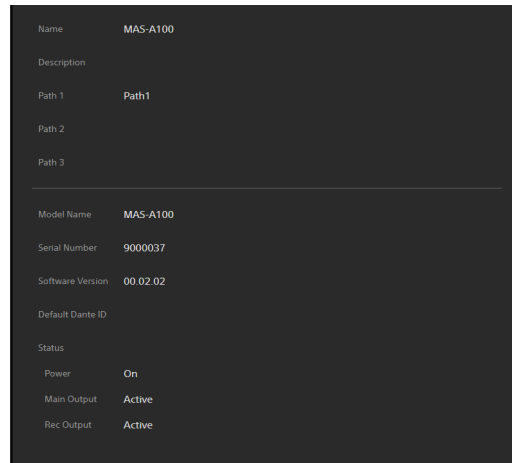 Name MAS-A100
Description
Path 1 Path1
Path 2
Path 3
Model Name MAS-A100
Serial Number 9000037
Software Version 00.02.02
Default Dante ID
Status
Power On
Main Output Active
Rec Output Active